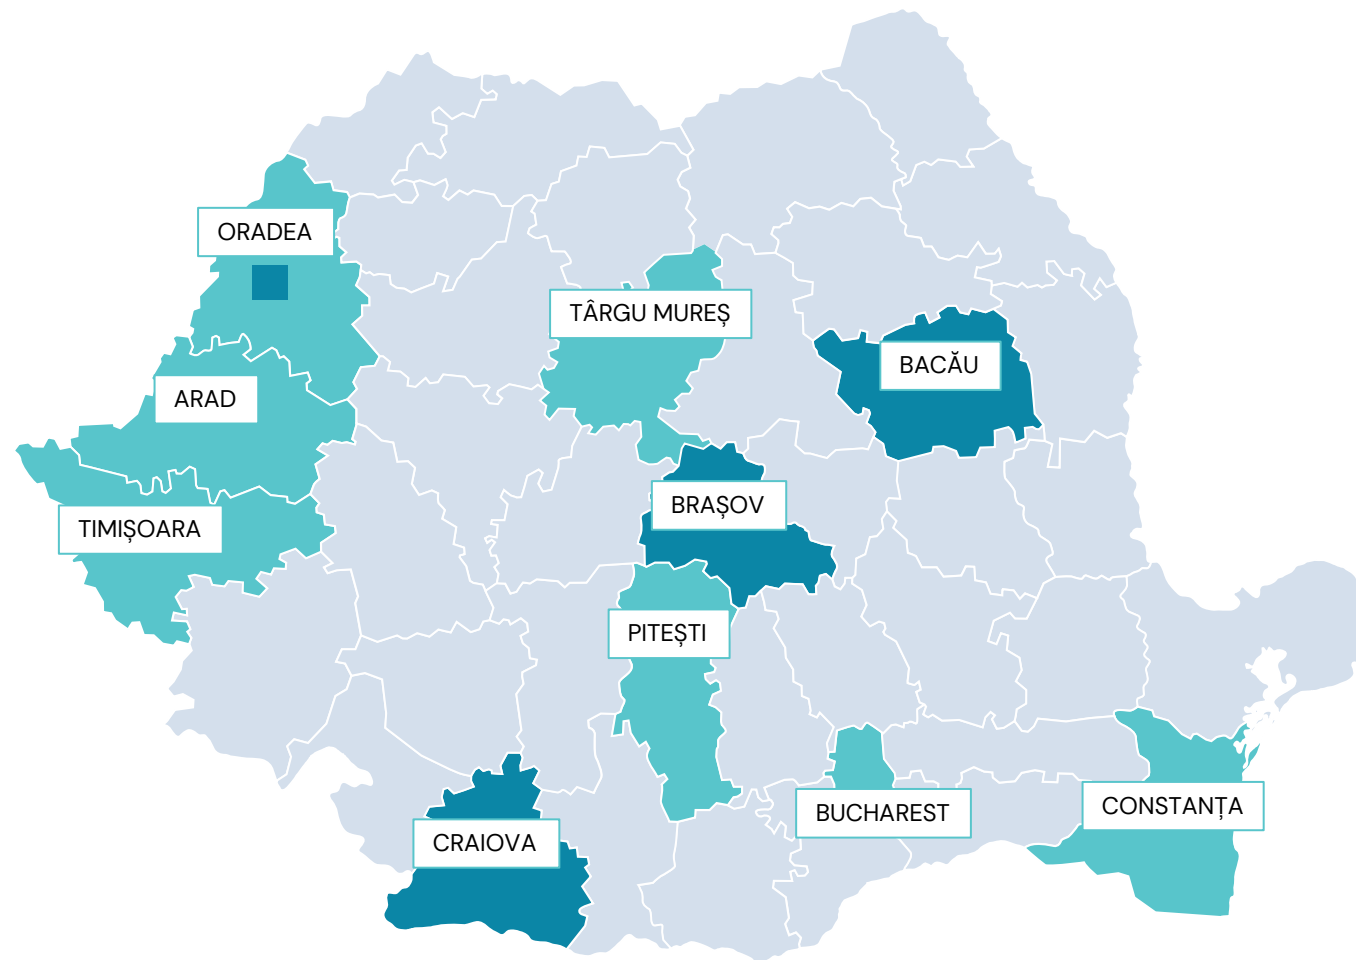 ORADEA
TÂRGU MUREȘ
BACĂU
ARAD
BRAȘOV
TIMIȘOARA
PITEȘTI
CONSTANȚA
BUCHAREST
CRAIOVA